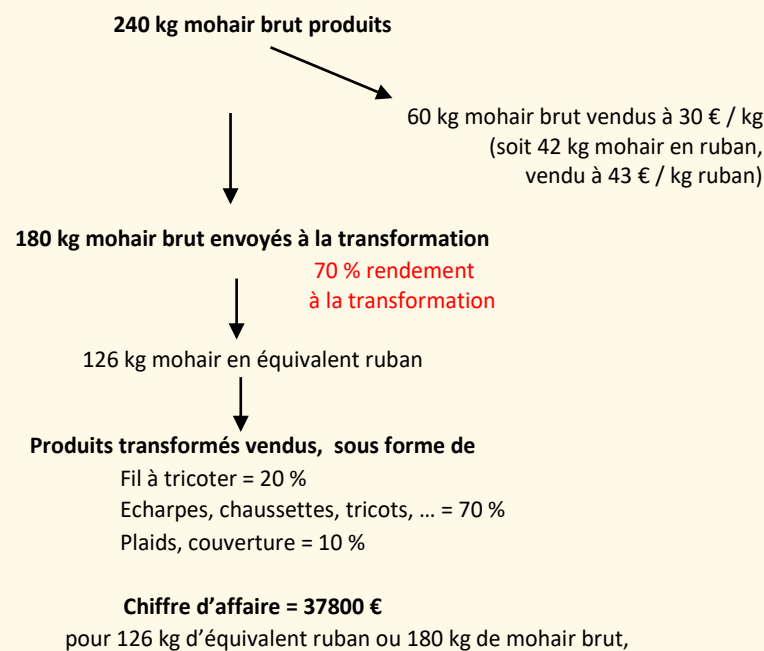 240 kg mohair brut produits
60 kg mohair brut vendus à 30 € / kg
(soit 42 kg mohair en ruban,
vendu à 43 € / kg ruban)
180 kg mohair brut envoyés à la transformation
70 % rendement
à la transformation
126 kg mohair en équivalent ruban
Produits transformés vendus, sous forme de
Fil à tricoter = 20 %
Echarpes, chaussettes, tricots, ... = 70 %
Plaids, couverture = 10 %
Chiffre d’affaire = 37800 €
pour 126 kg d’équivalent ruban ou 180 kg de mohair brut,